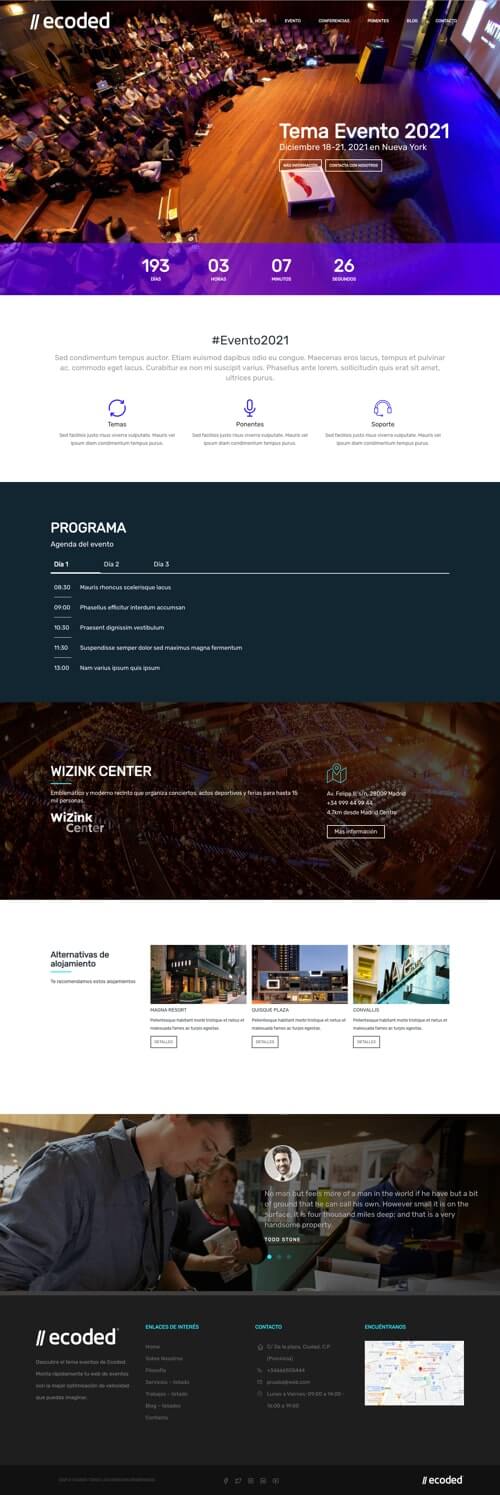 // ecoded
HOME EVENTO CONFERENCIAS PONENTES BLOG CONTACTO
Tema Evento 2021
Diciembre 18-21, 2021 en Nueva York
MÁS INFORMACIÓN CONTACTA CON NOSOTROS
193 03 07 26
DÍAS HORAS MINUTOS SEGUNDOS
#Evento2021
Sed condimentum tempus auctor. Etiam euismod dapibus odio eu congue. Maecenas eros lacus, tempus et pulvinar
ac, commodo eget lacus. Curabitur ex non mi suscipit varius. Phasellus ante lorem, sollicitudin quis erat sit amet,
ultrices purus.
Temas Ponentes Soporte
Sed facilisis justo risus viverra vulputate. Mauris vel Sed facilisis justo risus viverra vulputate. Mauris vel Sed facilisis justo risus viverra vulputate. Mauris vel
ipsum diam condimentum tempus purus. ipsum diam condimentum tempus purus. ipsum diam condimentum tempus purus.
PROGRAMA
Agenda del evento
Día 1 Día 2 Día 3
08:30 Mauris rhoncus scelerisque lacus
09:00 Phasellus efficitur interdum accumsan
10:30 Praesent dignissim vestibulum
11:30 Suspendisse semper dolor sed maximus magna fermentum
13:00 Nam varius ipsum quis ipsum
WIZINK CENTER
Emblemático y moderno recinto que organiza conciertos, actos deportivos y ferias para hasta 15
mil personas.
WiZink
Center
Av. Felipe II, s/n, 28009 Madrid
+34 999 44 99 44
4,7km desde Madrid Centro
Más información
Alternativas de
alojamiento
Te recomendamos estos alojamientos
MAGNA RESORT QUISQUE PLAZA CONVALLIS
Pellentesque habitant morbi tristique et netus et Pellentesque habitant morbi tristique et netus et Pellentesque habitant morbi tristique et netus et
malesuada fames ac turpis egestas. malesuada fames ac turpis egestas. malesuada fames ac turpis egestas.
DETALLES DETALLES DETALLES
No man but feels more of a man in the world if he have but a bit
of ground that he can call his own. However small it is on the
surface, it is four thousand miles deep; and that is a very
handsome property.
TODD STONE
// ecoded
Descubre el tema eventos de Ecoded.
Monta rápidamente tu web de eventos
con la mejor optimización de velocidad
que puedas imaginar.
ENLACES DE INTERÉS
Home
Sobre Nosotros
Filosofía
Servicios – listado
Trabajos – listado
Blog – listados
Contacto
CONTACTO
C/ De la plaza, Ciudad, C.P
(Provincia)
+34666555444
prueba@web.com
Lunes a Viernes: 09:00 a 14:00 -
16:00 a 19:00
ENCUÉNTRANOS
// ecoded